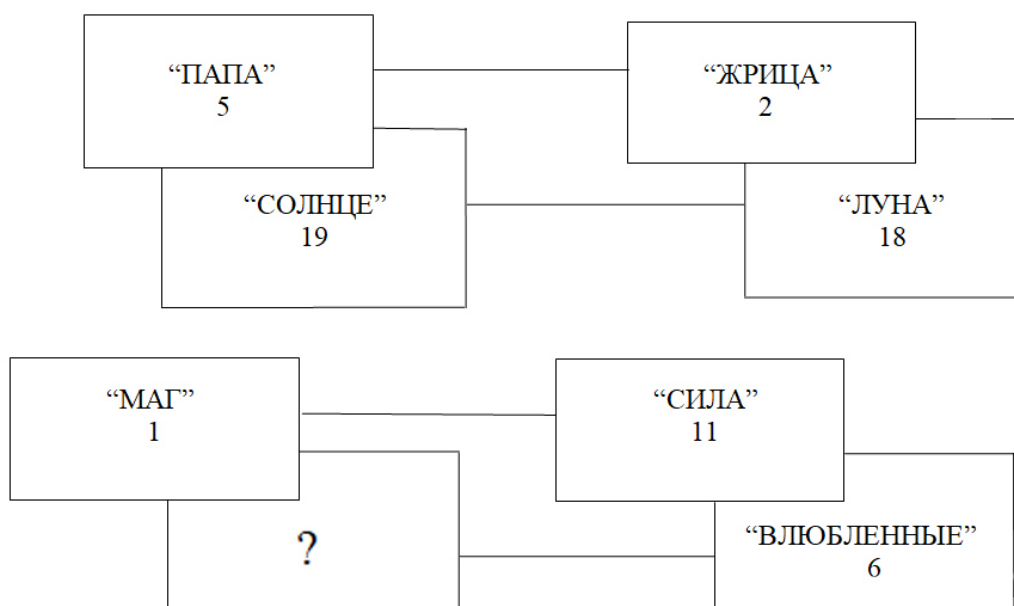 “ПАПА”
5
“ЖРИЦА”
2
“СОЛНЦЕ”
19
“ЛУНА”
18
“МАГ”
1
“СИЛА”
11
?
“ВЛЮБЛЕННЫЕ”
6